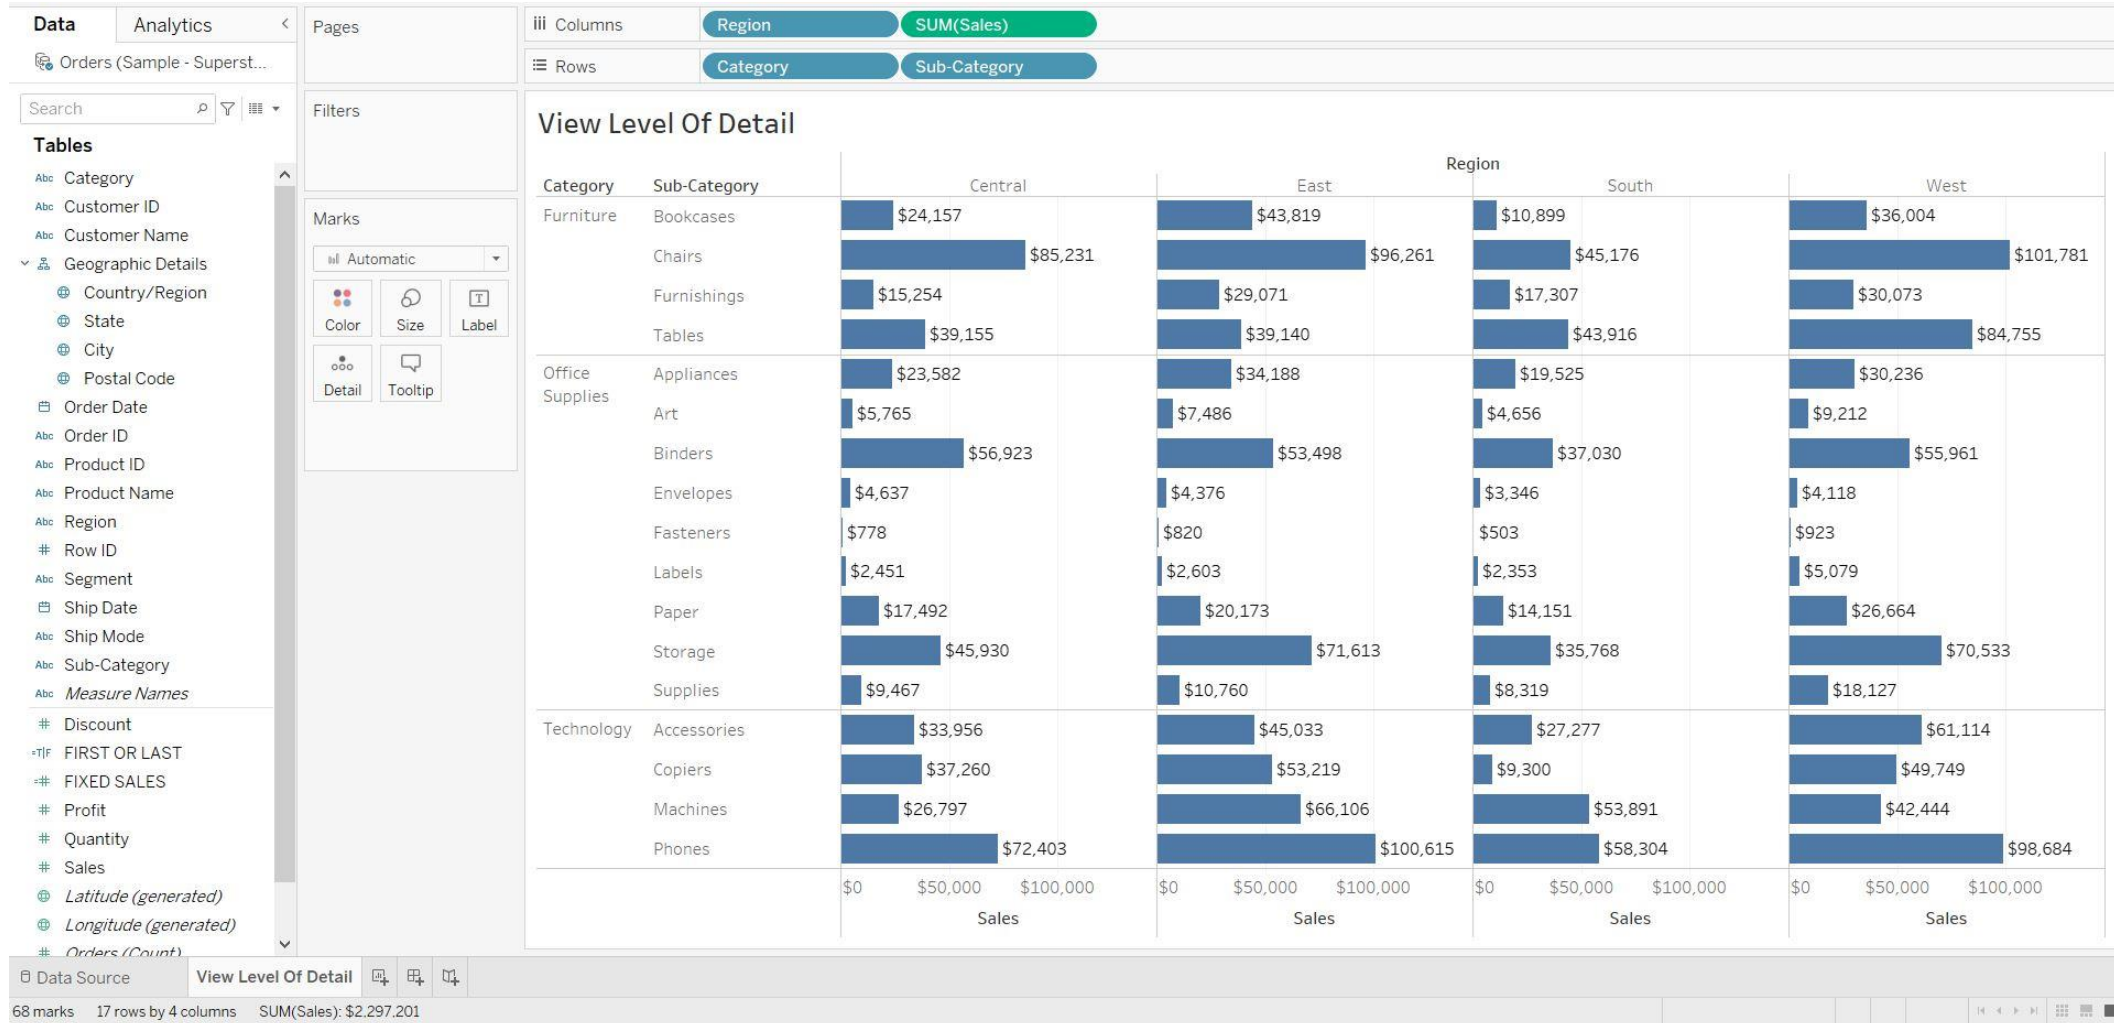 Data Analytics
Orders (Sample - Superst...
Search
Tables
Abc Category
Abc Customer ID
Abc Customer Name
Geographic Details
Country/Region
State
City
Postal Code
Order Date
Abc Order ID
Abc Product ID
Abc Product Name
Abc Region
# Row ID
Abc Segment
Ship Date
Abc Ship Mode
Abc Sub-Category
Abc Measure Names
# Discount
=T|F FIRST OR LAST
=# FIXED SALES
# Profit
# Quantity
# Sales
Latitude (generated)
Longitude (generated)
# Orders (Count)
Pages
Filters
Marks
Automatic
Color Size Label
Detail Tooltip
Columns Region SUM(Sales)
Rows Category Sub-Category
View Level Of Detail
Region
Category Sub-Category Central East South West
Furniture Bookcases $24,157 $43,819 $10,899 $36,004
Chairs $85,231 $96,261 $45,176 $101,781
Furnishings $15,254 $29,071 $17,307 $30,073
Tables $39,155 $39,140 $43,916 $84,755
Office Supplies Appliances $23,582 $34,188 $19,525 $30,236
Art $5,765 $7,486 $4,656 $9,212
Binders $56,923 $53,498 $37,030 $55,961
Envelopes $4,637 $4,376 $3,346 $4,118
Fasteners $778 $820 $503 $923
Labels $2,451 $2,603 $2,353 $5,079
Paper $17,492 $20,173 $14,151 $26,664
Storage $45,930 $71,613 $35,768 $70,533
Supplies $9,467 $10,760 $8,319 $18,127
Technology Accessories $33,956 $45,033 $27,277 $61,114
Copiers $37,260 $53,219 $9,300 $49,749
Machines $26,797 $66,106 $53,891 $42,444
Phones $72,403 $100,615 $58,304 $98,684
$0 $50,000 $100,000 $0 $50,000 $100,000 $0 $50,000 $100,000 $0 $50,000 $100,000
Sales Sales Sales Sales
Data Source View Level Of Detail
68 marks 17 rows by 4 columns SUM(Sales): $2,297,201